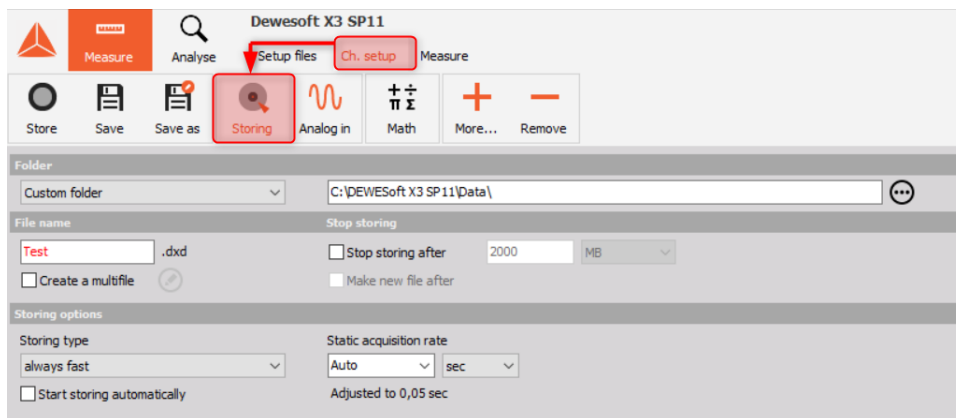 Dewesoft X3 SP11
Measure
Analyse
Setup files
Ch. setup
Measure
Store
Save
Save as
Storing
Analog in
+ ÷ π Σ
Math
More...
Remove
Folder
Custom folder
C:\DEWESoft X3 SP11\Data\
File name
Stop storing
Test
.dxd
Stop storing after
2000
MB
Create a multifile
Make new file after
Storing options
Storing type
Static acquisition rate
always fast
Auto
sec
Start storing automatically
Adjusted to 0,05 sec